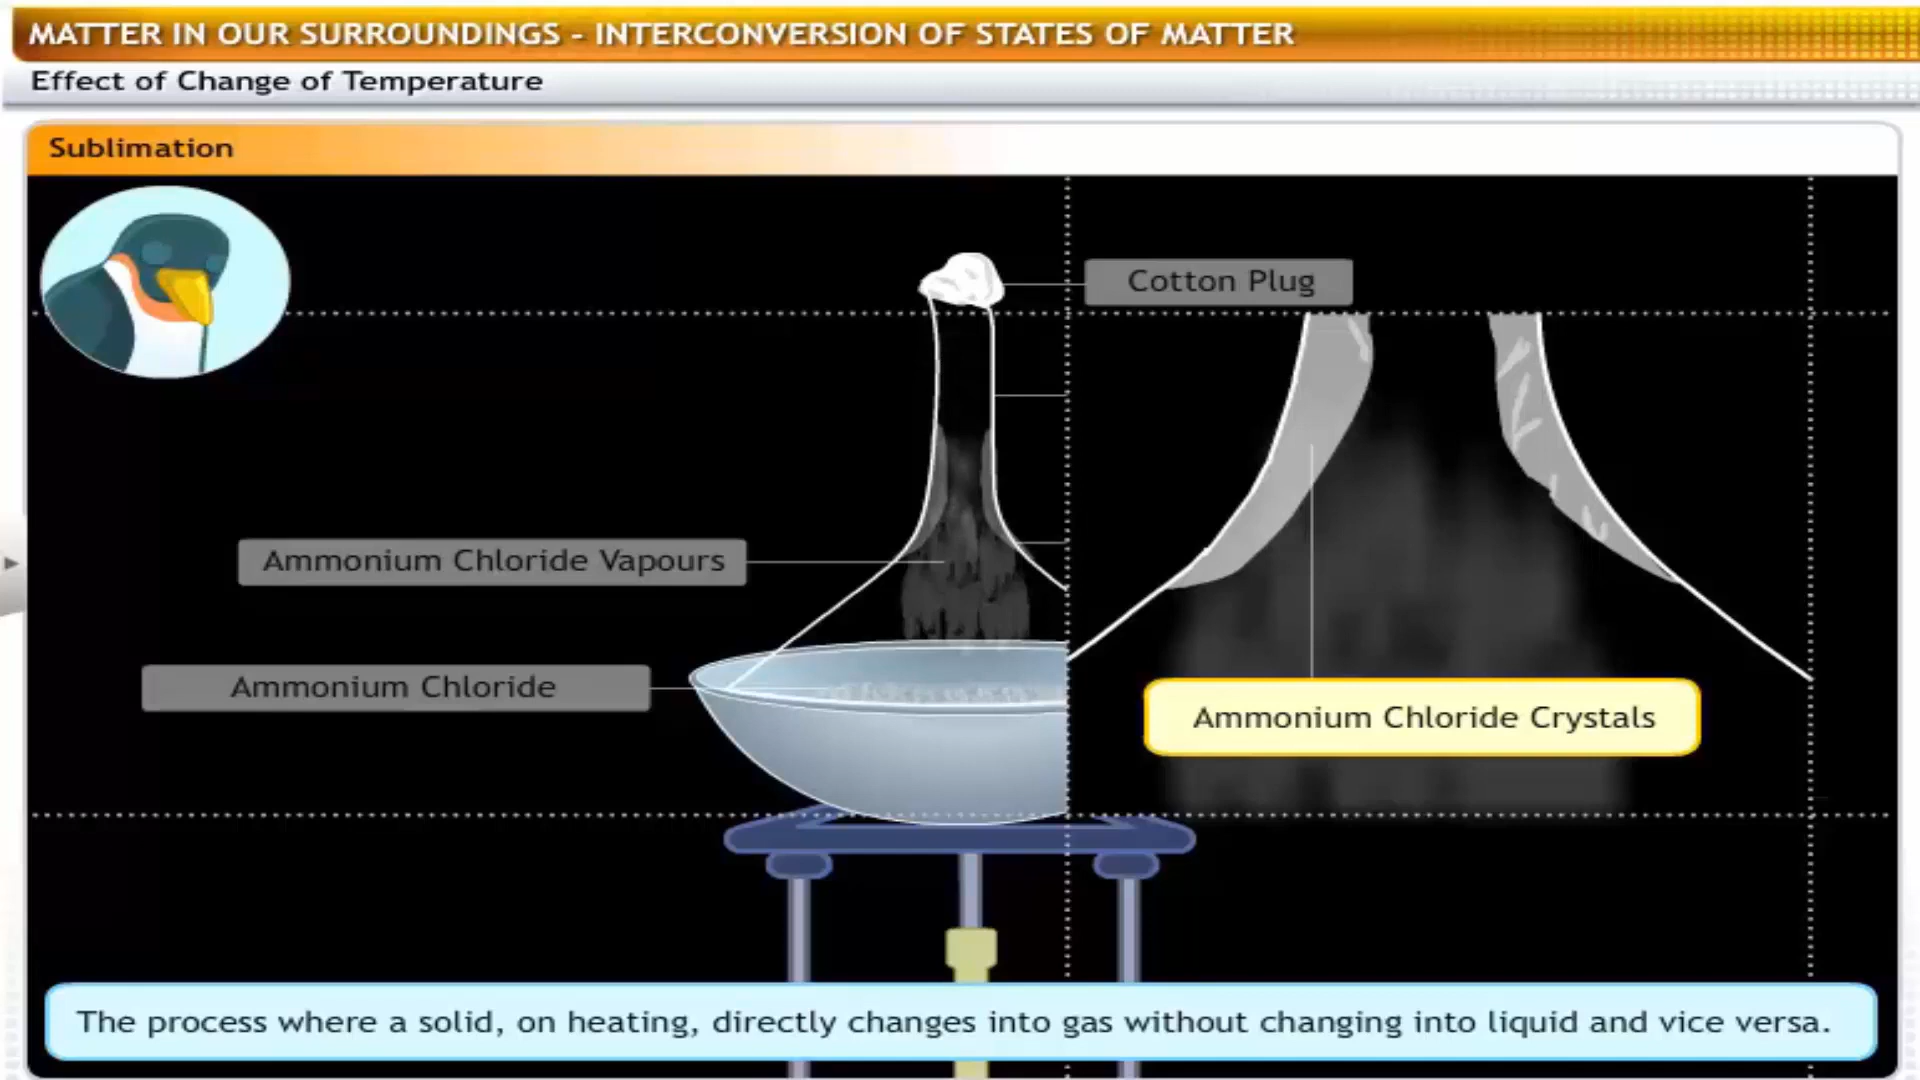 MATTER IN OUR SURROUNDINGS - INTERCONVERSION OF STATES OF MATTER
Effect of Change of Temperature
Sublimation
Cotton Plug
Ammonium Chloride Vapours
Ammonium Chloride
Ammonium Chloride Crystals
The process where a solid, on heating, directly changes into gas without changing into liquid and vice versa.